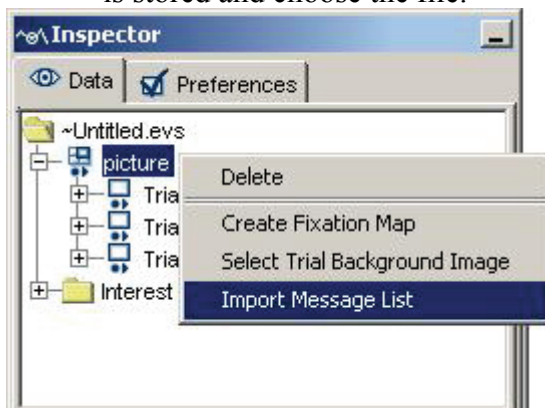 is stored and choose the file.
Inspector
Data Preferences
~Untitled.evs
picture
Delete
Tria
Create Fixation Map
Tria
Select Trial Background Image
Tria
Import Message List
Interest